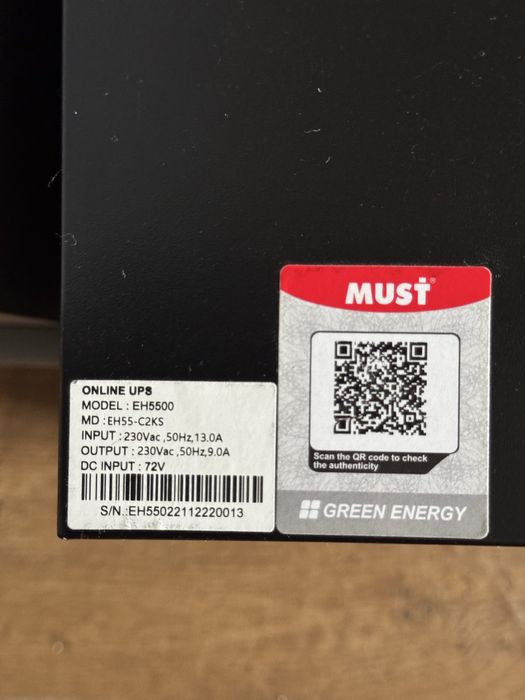 ONLINE UPS
MODEL : EH5500
MD : EH55-C2KS
INPUT : 230Vac ,50Hz,13.0A
OUTPUT : 230Vac ,50Hz,9.0A
DC INPUT : 72V
S/N.:EH55022112220013
MUST®
Scan the QR code to check
the authenticity
GREEN ENERGY